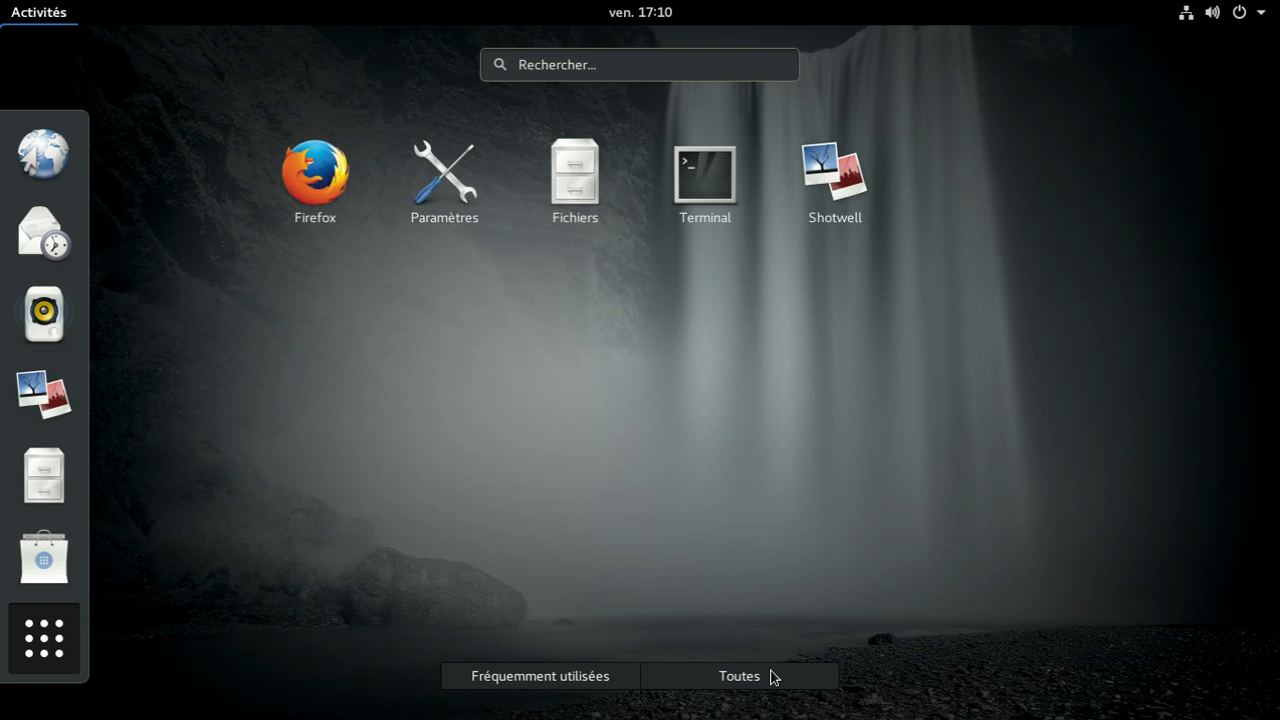 Activités
ven. 17:10
Rechercher...
Firefox
Paramètres
Fichiers
Terminal
Shotwell
Fréquemment utilisées
Toutes